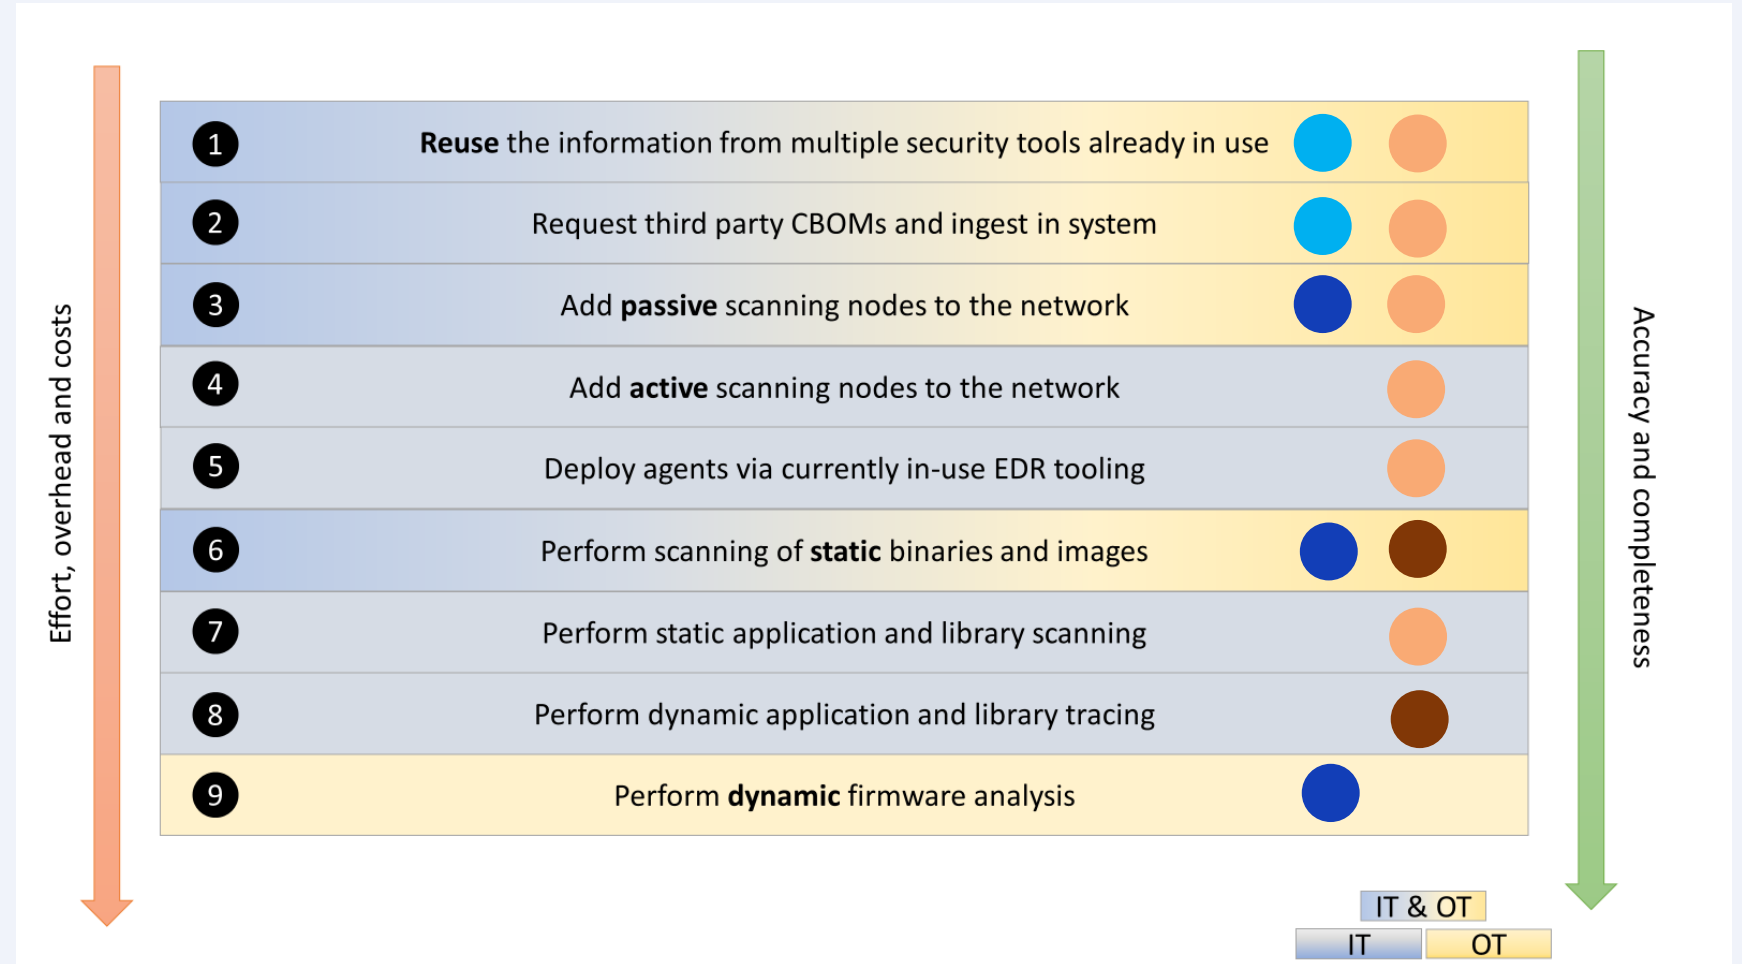 1 Reuse the information from multiple security tools already in use
2 Request third party CBOMs and ingest in system
3 Add passive scanning nodes to the network
4 Add active scanning nodes to the network
5 Deploy agents via currently in-use EDR tooling
6 Perform scanning of static binaries and images
7 Perform static application and library scanning
8 Perform dynamic application and library tracing
9 Perform dynamic firmware analysis
Effort, overhead and costs
Accuracy and completeness
IT & OT
IT OT